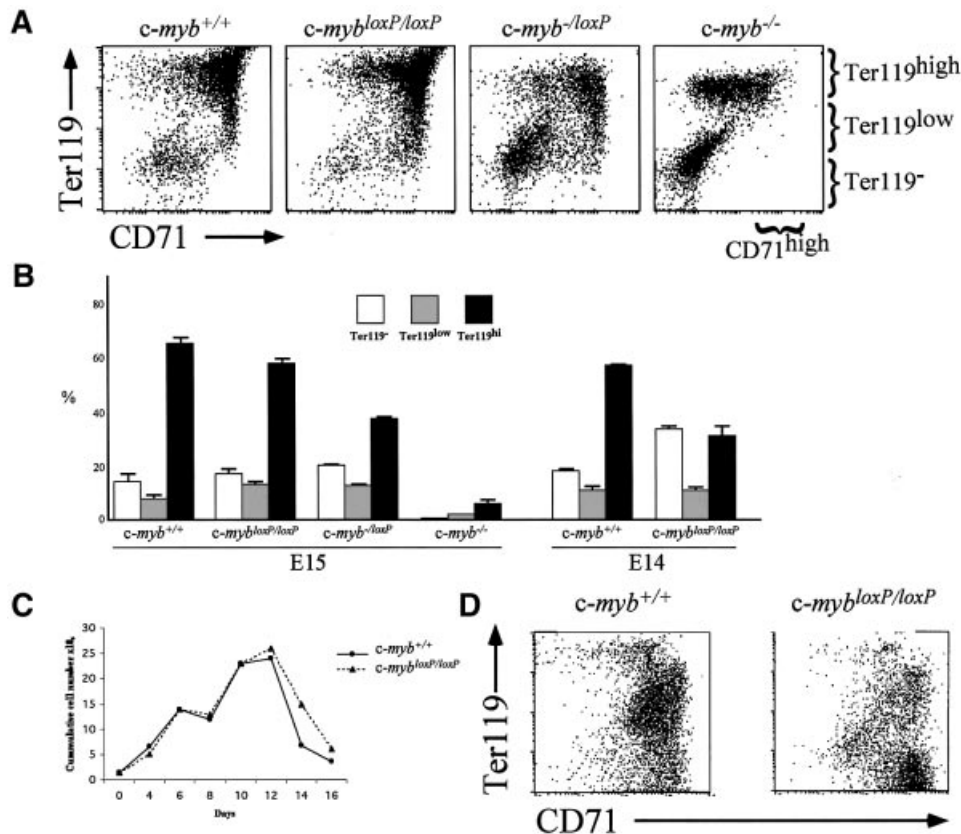 A
c-myb+/+
c-mybloxP/loxP
c-myb-/loxP
c-myb-/-
Ter119
Ter119high
Ter119low
Ter119-
CD71
CD71high
B
80
60
40
20
0
%
Ter119- Ter119low Ter119hi
c-myb+/+ c-mybloxP/loxP c-myb-/loxP c-myb-/- c-myb+/+ c-mybloxP/loxP
E15 E14
C
30
25
20
15
10
5
0
Cummulative cell number
c-myb+/+
c-mybloxP/loxP
0 4 6 8 10 12 14 16
Days
D
c-myb+/+
c-mybloxP/loxP
Ter119
CD71